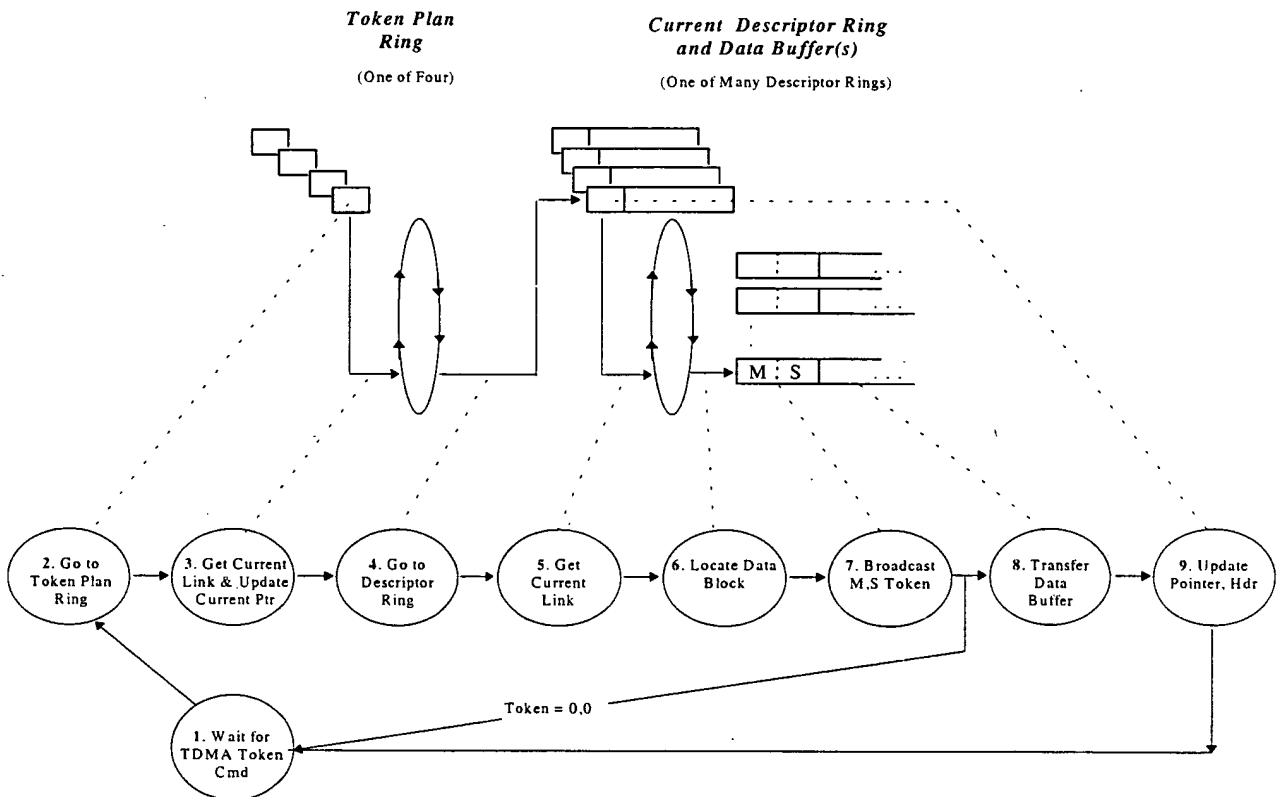 Token Plan
Ring
(One of Four)
Current Descriptor Ring
and Data Buffer(s)
(One of Many Descriptor Rings)
M : S
2. Go to
Token Plan
Ring
3. Get Current
Link & Update
Current Ptr
4. Go to
Descriptor
Ring
5. Get
Current
Link
6. Locate Data
Block
7. Broadcast
M,S Token
8. Transfer
Data
Buffer
9. Update
Pointer, Hdr
Token = 0,0
1. Wait for
TDMA Token
Cmd